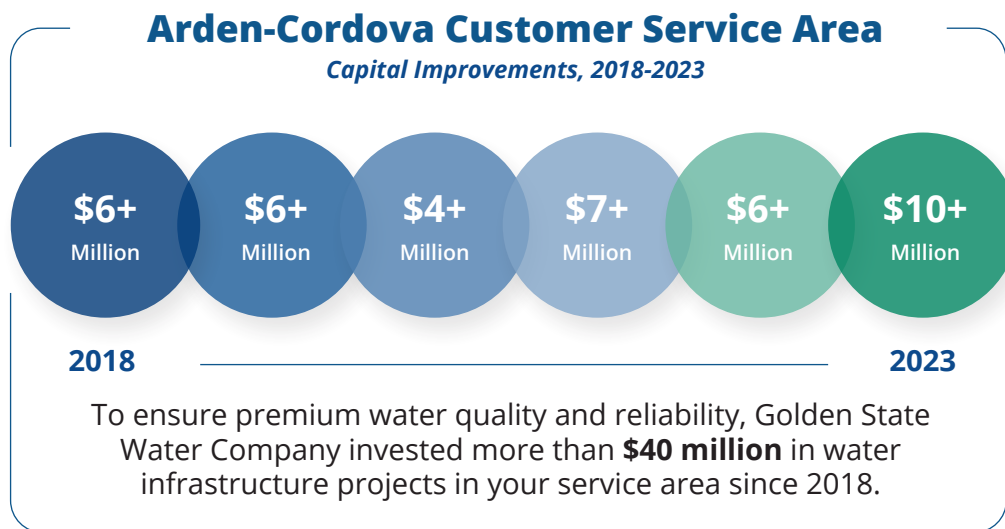 Arden-Cordova Customer Service Area
Capital Improvements, 2018-2023
$6+ $6+ $4+ $7+ $6+ $10+
Million Million Million Million Million Million
2018 2023
To ensure premium water quality and reliability, Golden State
Water Company invested more than $40 million in water
infrastructure projects in your service area since 2018.